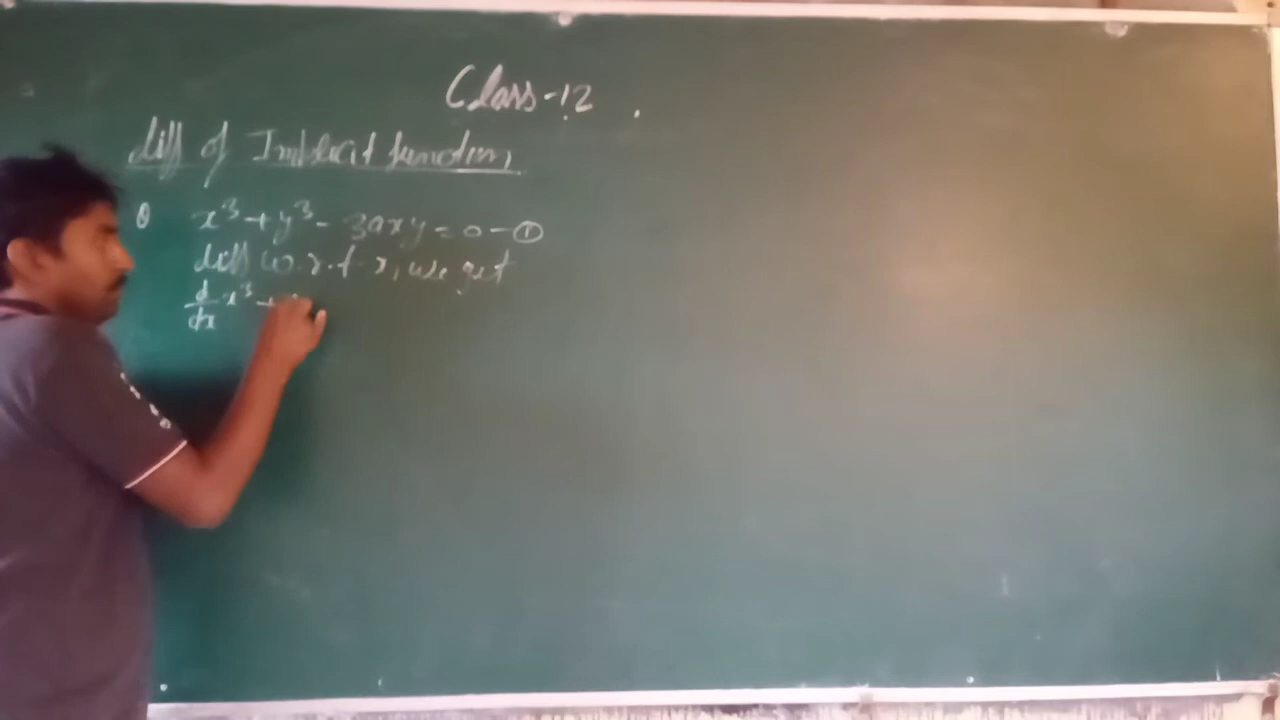 Class-12
diff of Implicit function,
Q x³+y³-3axy=0-①
diff w.r.t. x, we get
d/dx x³+